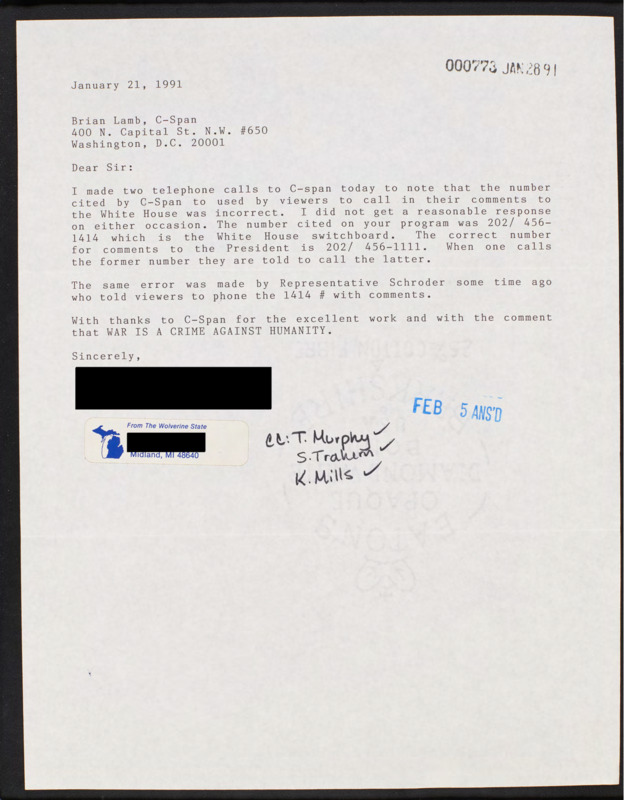 000773 JAN 28 91
January 21, 1991
Brian Lamb, C-Span
400 N. Capital St. N.W. #650
Washington, D.C. 20001
Dear Sir:
I made two telephone calls to C-span today to note that the number
cited by C-Span to used by viewers to call in their comments to
the White House was incorrect. I did not get a reasonable response
on either occasion. The number cited on your program was 202/ 456-
1414 which is the White House switchboard. The correct number
for comments to the President is 202/ 456-1111. When one calls
the former number they are told to call the latter.
The same error was made by Representative Schroder some time ago
who told viewers to phone the 1414 # with comments.
With thanks to C-Span for the excellent work and with the comment
that WAR IS A CRIME AGAINST HUMANITY.
Sincerely,
FEB 5 ANS'D
From The Wolverine State
Midland, MI 48640
cc: T. Murphy ✓
S. Trahern ✓
K. Mills ✓